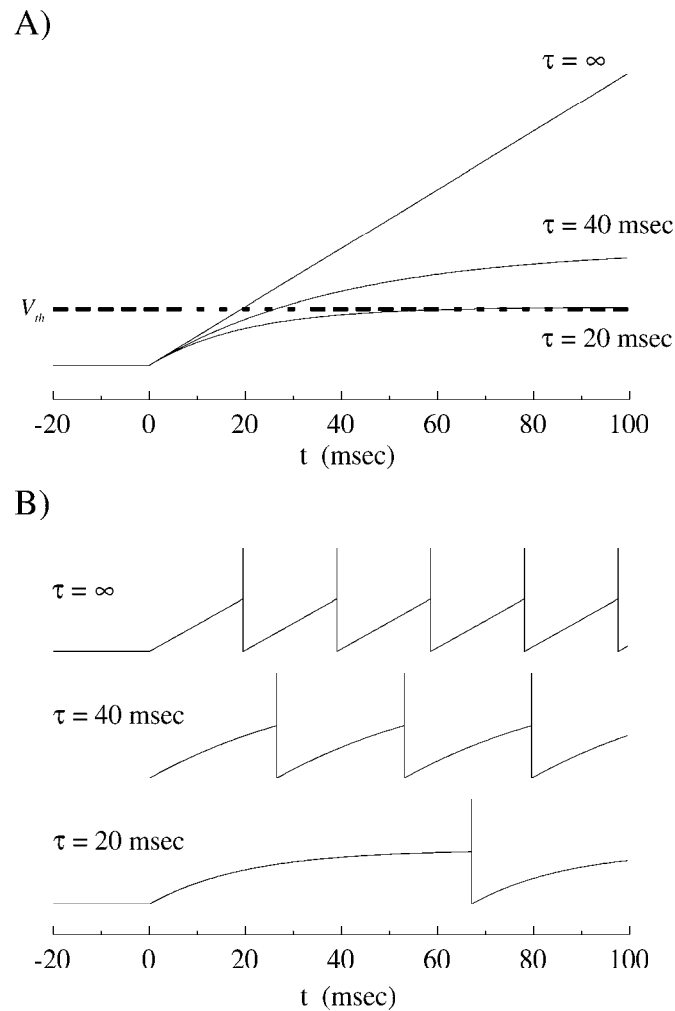 A)
τ = ∞
τ = 40 msec
V_th
τ = 20 msec
-20 0 20 40 60 80 100
t (msec)
B)
τ = ∞
τ = 40 msec
τ = 20 msec
-20 0 20 40 60 80 100
t (msec)